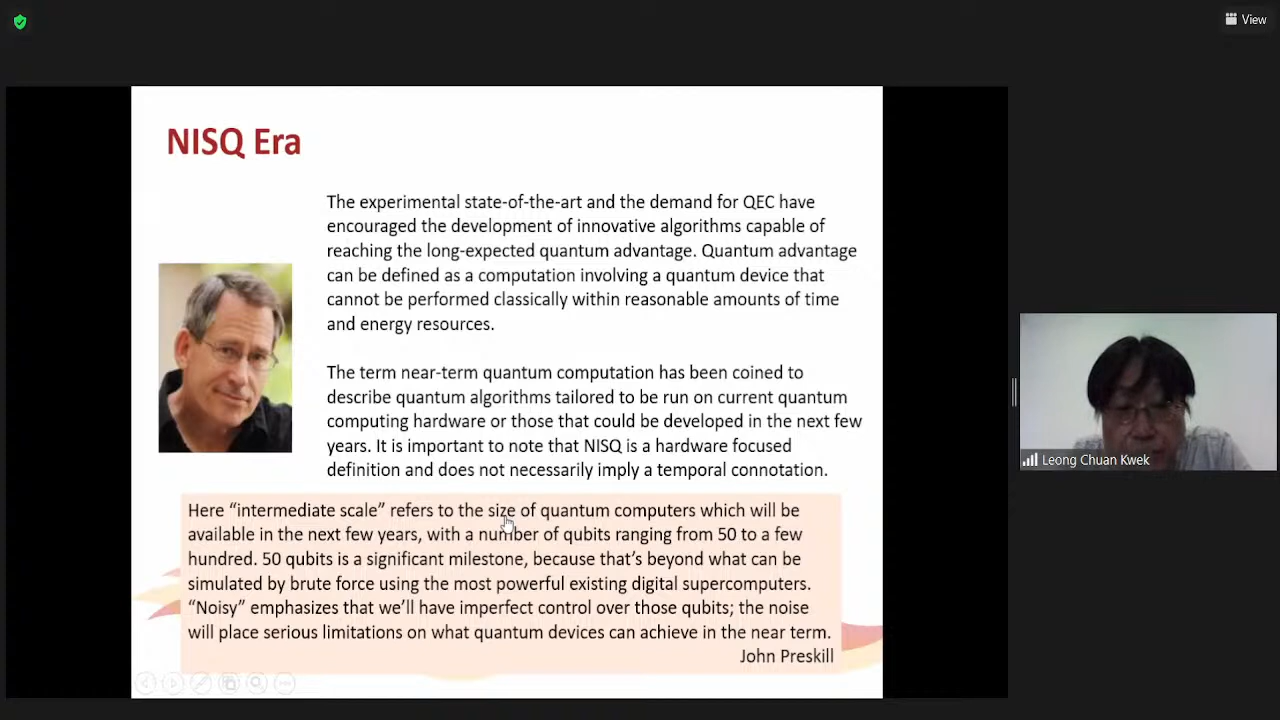 View
NISQ Era
The experimental state-of-the-art and the demand for QEC have
encouraged the development of innovative algorithms capable of
reaching the long-expected quantum advantage. Quantum advantage
can be defined as a computation involving a quantum device that
cannot be performed classically within reasonable amounts of time
and energy resources.
The term near-term quantum computation has been coined to
describe quantum algorithms tailored to be run on current quantum
computing hardware or those that could be developed in the next few
years. It is important to note that NISQ is a hardware focused
definition and does not necessarily imply a temporal connotation.
Here “intermediate scale” refers to the size of quantum computers which will be
available in the next few years, with a number of qubits ranging from 50 to a few
hundred. 50 qubits is a significant milestone, because that’s beyond what can be
simulated by brute force using the most powerful existing digital supercomputers.
“Noisy” emphasizes that we’ll have imperfect control over those qubits; the noise
will place serious limitations on what quantum devices can achieve in the near term.
John Preskill
Leong Chuan Kwek